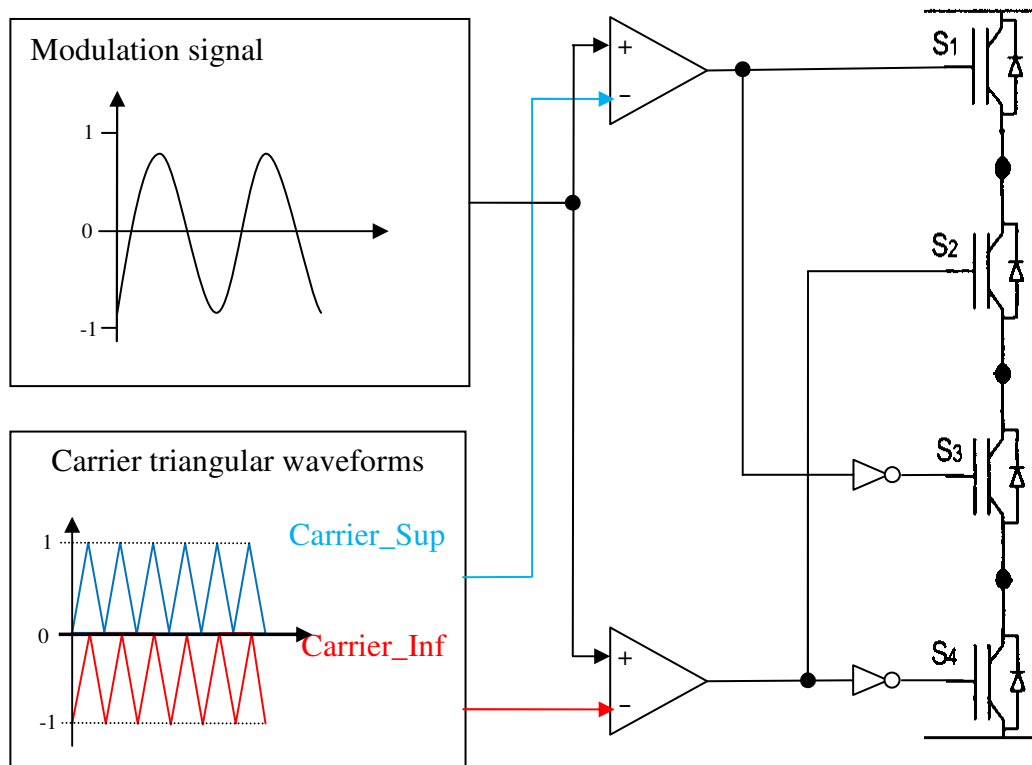 Modulation signal
1
0
-1
Carrier triangular waveforms
1
0
-1
Carrier_Sup
Carrier_Inf
+
−
+
−
S1
S2
S3
S4